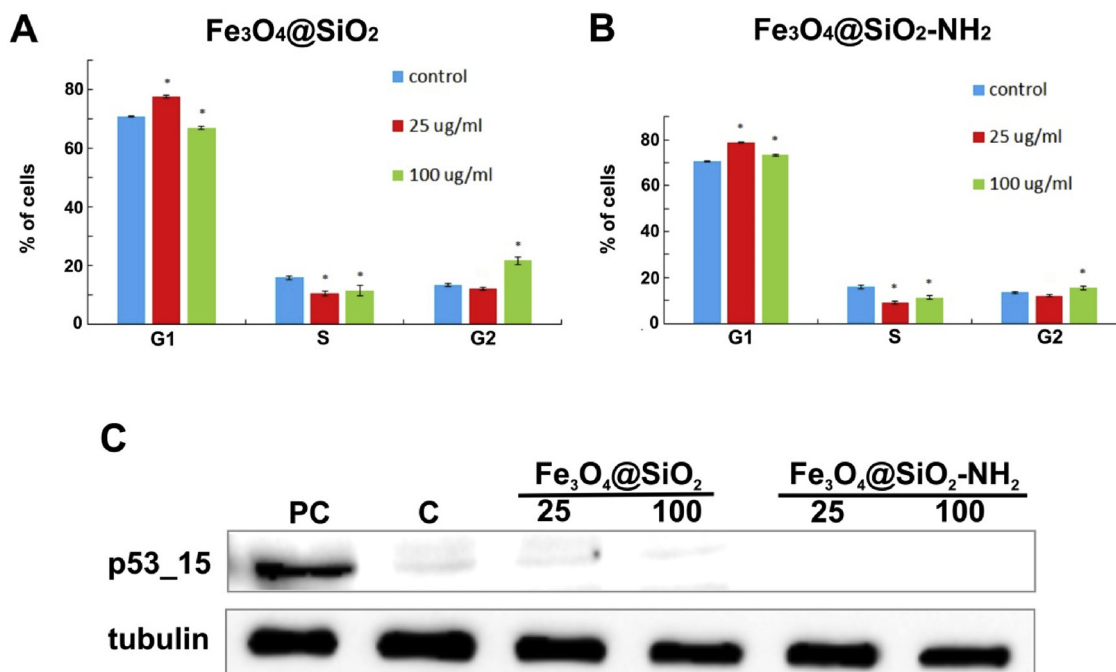 A
Fe₃O₄@SiO₂
control
25 ug/ml
100 ug/ml
% of cells
80
60
40
20
0
* * * * *
G1 S G2
B
Fe₃O₄@SiO₂-NH₂
control
25 ug/ml
100 ug/ml
% of cells
80
60
40
20
0
* * * * *
G1 S G2
C
Fe₃O₄@SiO₂ Fe₃O₄@SiO₂-NH₂
PC C 25 100 25 100
p53_15
tubulin